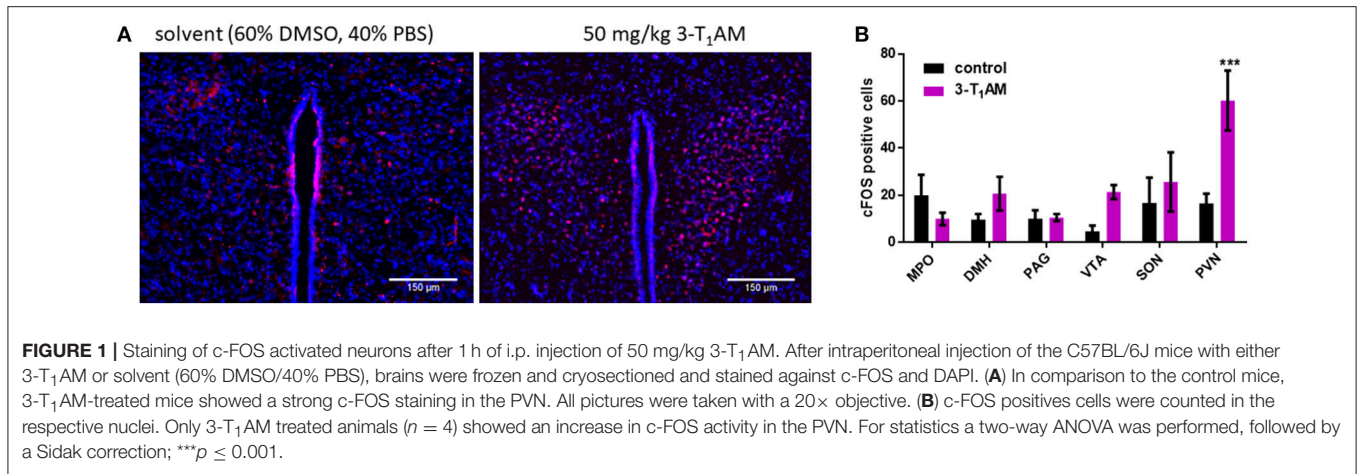 A solvent (60% DMSO, 40% PBS) 50 mg/kg 3-T₁AM
150 µm 150 µm
B
cFOS positive cells
80
60
40
20
0
control
3-T₁AM
***
MPO DMH PAG VTA SON PVN
FIGURE 1 | Staining of c-FOS activated neurons after 1 h of i.p. injection of 50 mg/kg 3-T₁AM. After intraperitoneal injection of the C57BL/6J mice with either
3-T₁AM or solvent (60% DMSO/40% PBS), brains were frozen and cryosectioned and stained against c-FOS and DAPI. (A) In comparison to the control mice,
3-T₁AM-treated mice showed a strong c-FOS staining in the PVN. All pictures were taken with a 20× objective. (B) c-FOS positives cells were counted in the
respective nuclei. Only 3-T₁AM treated animals (n = 4) showed an increase in c-FOS activity in the PVN. For statistics a two-way ANOVA was performed, followed by
a Sidak correction; ***p ≤ 0.001.